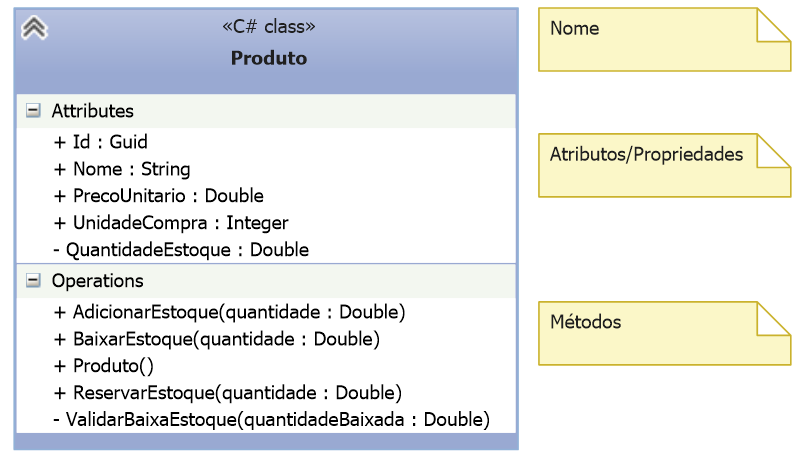 «C# class»
Produto
Nome
Attributes
+ Id : Guid
+ Nome : String
+ PrecoUnitario : Double
+ UnidadeCompra : Integer
- QuantidadeEstoque : Double
Atributos/Propriedades
Operations
+ AdicionarEstoque(quantidade : Double)
+ BaixarEstoque(quantidade : Double)
+ Produto()
+ ReservarEstoque(quantidade : Double)
- ValidarBaixaEstoque(quantidadeBaixada : Double)
Métodos